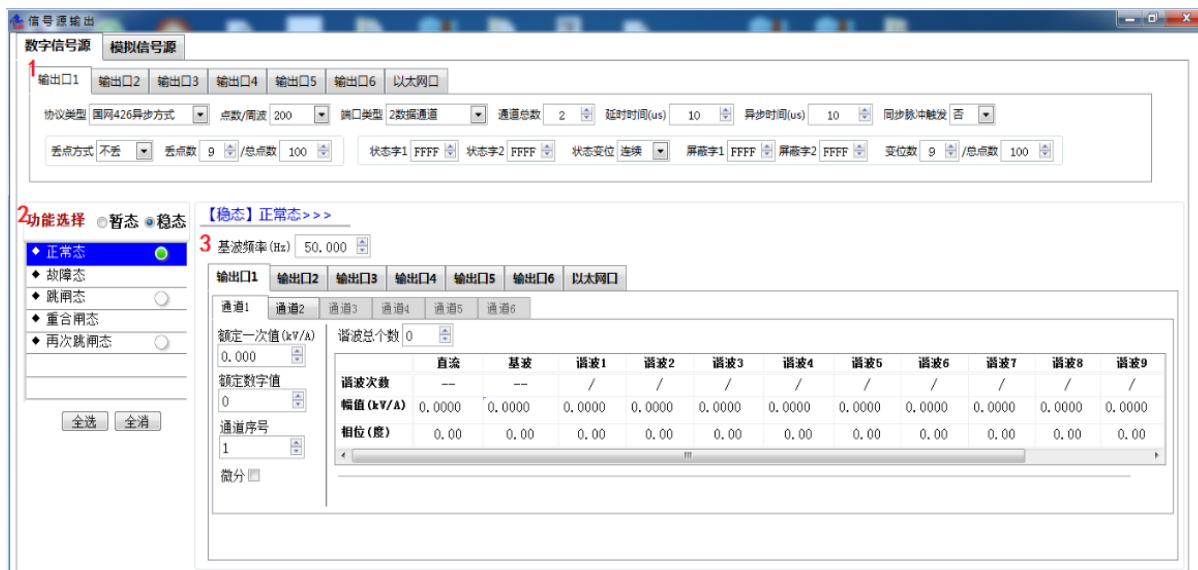 信号源输出
数字信号源 模拟信号源
1
输出口1 输出口2 输出口3 输出口4 输出口5 输出口6 以太网口
协议类型 国网426异步方式 点数/周波 200 端口类型 2数据通道 通道总数 2 延时时间(us) 10 异步时间(us) 10 同步脉冲触发 否
丢点方式 不丢 丢点数 9 /总点数 100 状态字1 FFFF 状态字2 FFFF 状态变位 连续 屏蔽字1 FFFF 屏蔽字2 FFFF 变位数 9 /总点数 100
2功能选择 暂态 稳态
◆ 正常态
◆ 故障态
◆ 跳闸态
◆ 重合闸态
◆ 再次跳闸态
全选 全消
【稳态】正常态>>>
3 基波频率(Hz) 50.000
输出口1 输出口2 输出口3 输出口4 输出口5 输出口6 以太网口
通道1 通道2 通道3 通道4 通道5 通道6
额定一次值(kV/A)
0.000
额定数字值
0
通道序号
1
微分
谐波总个数 0
直流 基波 谐波1 谐波2 谐波3 谐波4 谐波5 谐波6 谐波7 谐波8 谐波9
谐波次数 -- -- / / / / / / / / /
幅值(kV/A) 0.0000 0.0000 0.0000 0.0000 0.0000 0.0000 0.0000 0.0000 0.0000 0.0000 0.0000
相位(度) 0.00 0.00 0.00 0.00 0.00 0.00 0.00 0.00 0.00 0.00 0.00